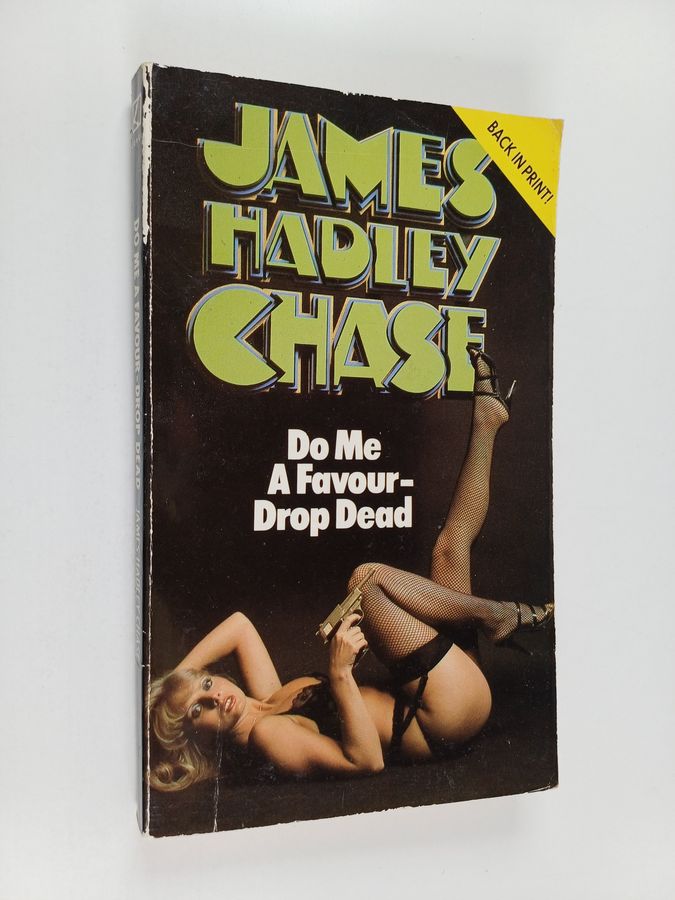 JAMES
HADLEY
CHASE
BACK IN PRINT!
Do Me
A Favour-
Drop Dead
DO ME A FAVOUR-DROP DEAD JAMES HADLEY CHASE